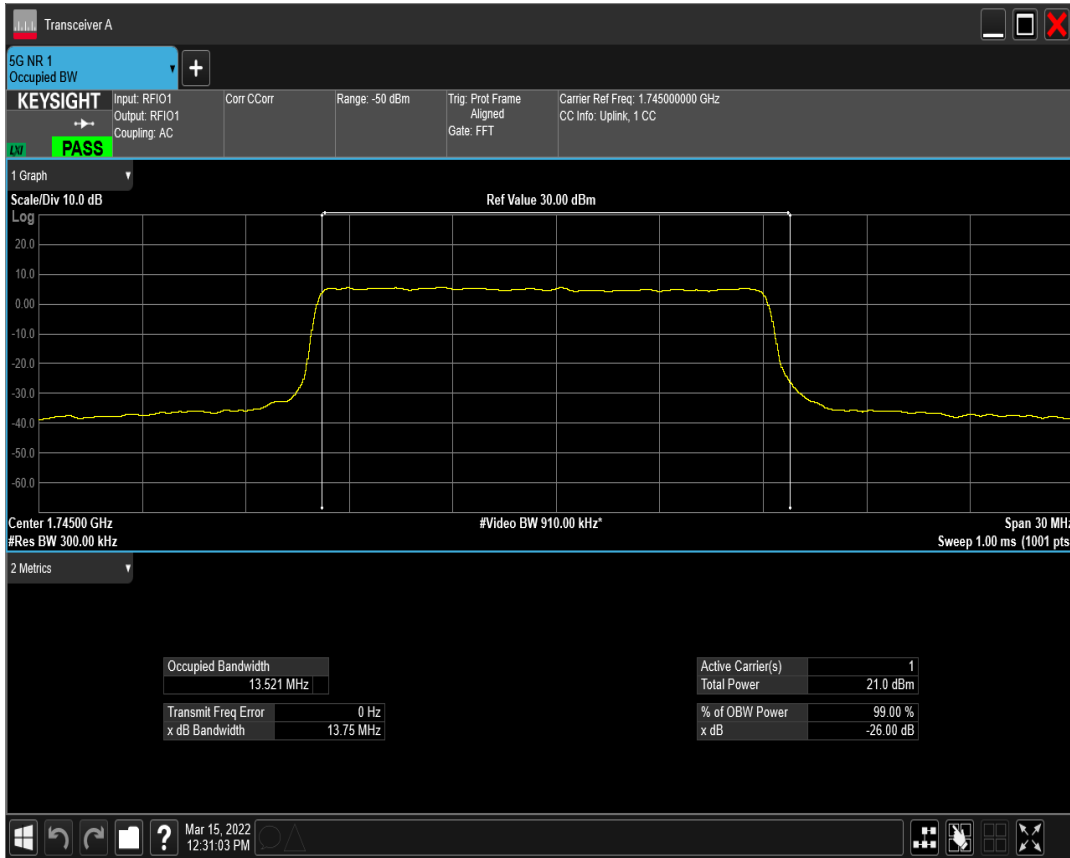 Transceiver A
5G NR 1
Occupied BW
+
KEYSIGHT
LXI
PASS
Input: RFIO1
Output: RFIO1
Coupling: AC
Corr CCorr
Range: -50 dBm
Trig: Prot Frame
Aligned
Gate: FFT
Carrier Ref Freq: 1.745000000 GHz
CC Info: Uplink, 1 CC
1 Graph
Scale/Div 10.0 dB
Ref Value 30.00 dBm
Log
20.0
10.0
0.00
-10.0
-20.0
-30.0
-40.0
-50.0
-60.0
Center 1.74500 GHz
#Video BW 910.00 kHz*
Span 30 MHz
#Res BW 300.00 kHz
Sweep 1.00 ms (1001 pts
2 Metrics
Occupied Bandwidth
13.521 MHz
Transmit Freq Error 0 Hz
x dB Bandwidth 13.75 MHz
Active Carrier(s) 1
Total Power 21.0 dBm
% of OBW Power 99.00 %
x dB -26.00 dB
?
Mar 15, 2022
12:31:03 PM